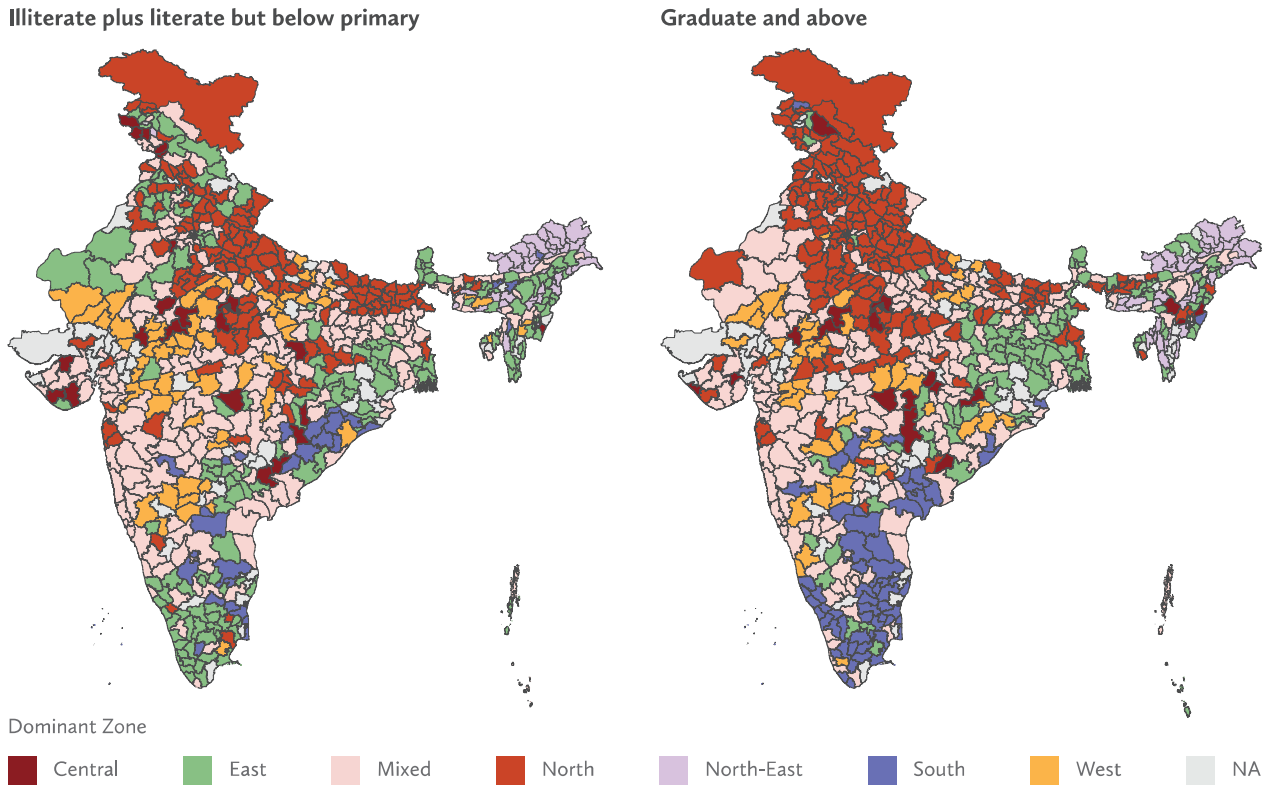 Illiterate plus literate but below primary
Graduate and above
Dominant Zone
Central
East
Mixed
North
North-East
South
West
NA